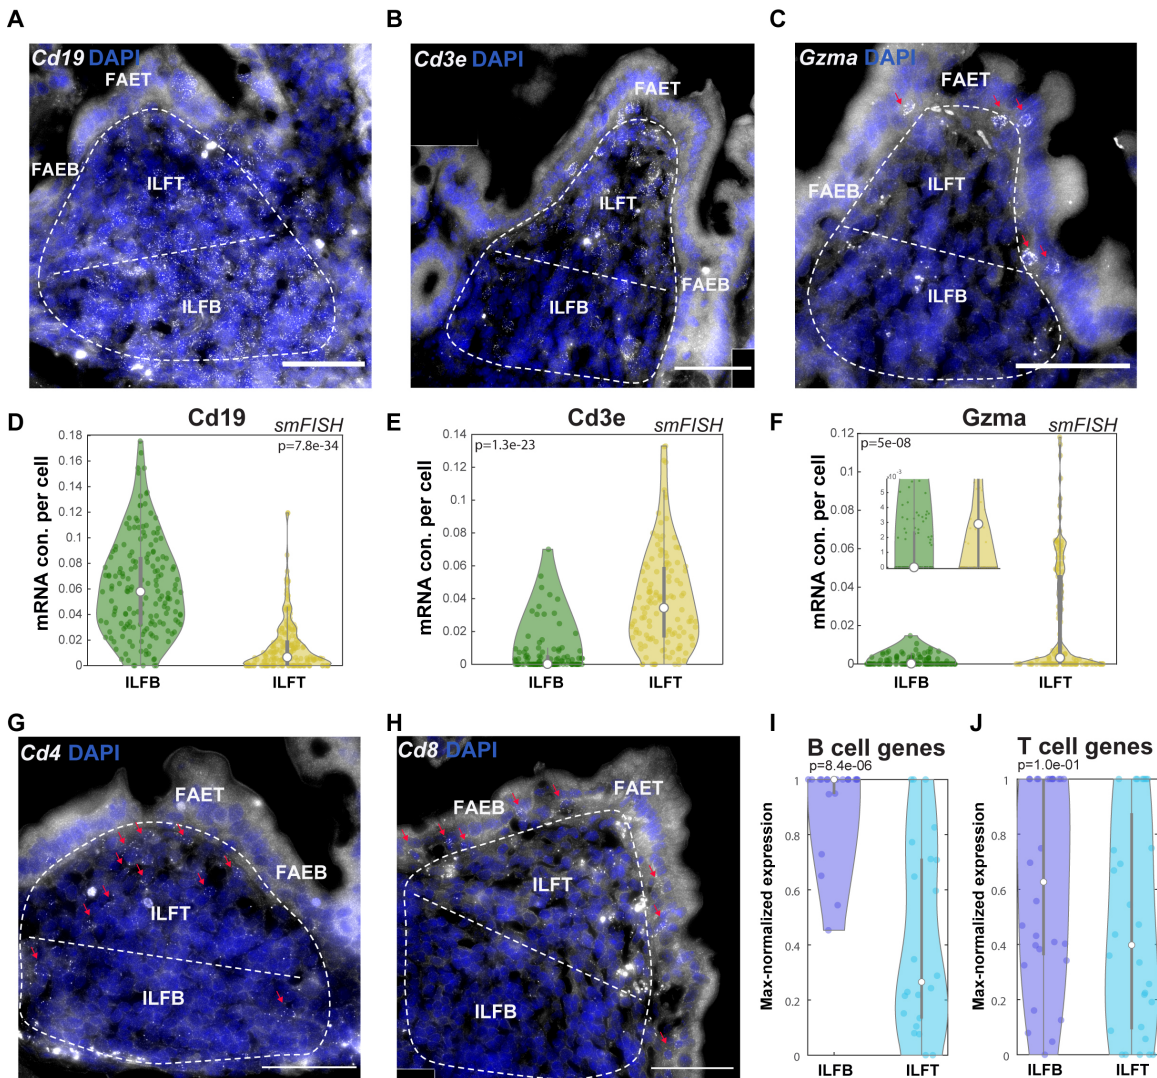 A
B
C
Cd19 DAPI
FAET
FAEB
ILFT
ILFB
Cd3e DAPI
FAET
ILFT
ILFB
FAEB
Gzma DAPI
FAET
FAEB
ILFT
ILFB
D
Cd19
smFISH
p=7.8e-34
mRNA con. per cell
0.18
0.16
0.14
0.12
0.1
0.08
0.06
0.04
0.02
0
ILFB
ILFT
E
Cd3e
smFISH
p=1.3e-23
mRNA con. per cell
0.14
0.12
0.1
0.08
0.06
0.04
0.02
0
ILFB
ILFT
F
Gzma
smFISH
p=5e-08
mRNA con. per cell
0.12
0.1
0.08
0.06
0.04
0.02
0
5
4
3
2
1
0
ILFB
ILFT
G
Cd4 DAPI
FAET
FAEB
ILFT
ILFB
H
Cd8 DAPI
FAEB
FAET
ILFT
ILFB
I
B cell genes
p=8.4e-06
Max-normalized expression
1
0.8
0.6
0.4
0.2
0
ILFB
ILFT
J
T cell genes
p=1.0e-01
Max-normalized expression
1
0.8
0.6
0.4
0.2
0
ILFB
ILFT